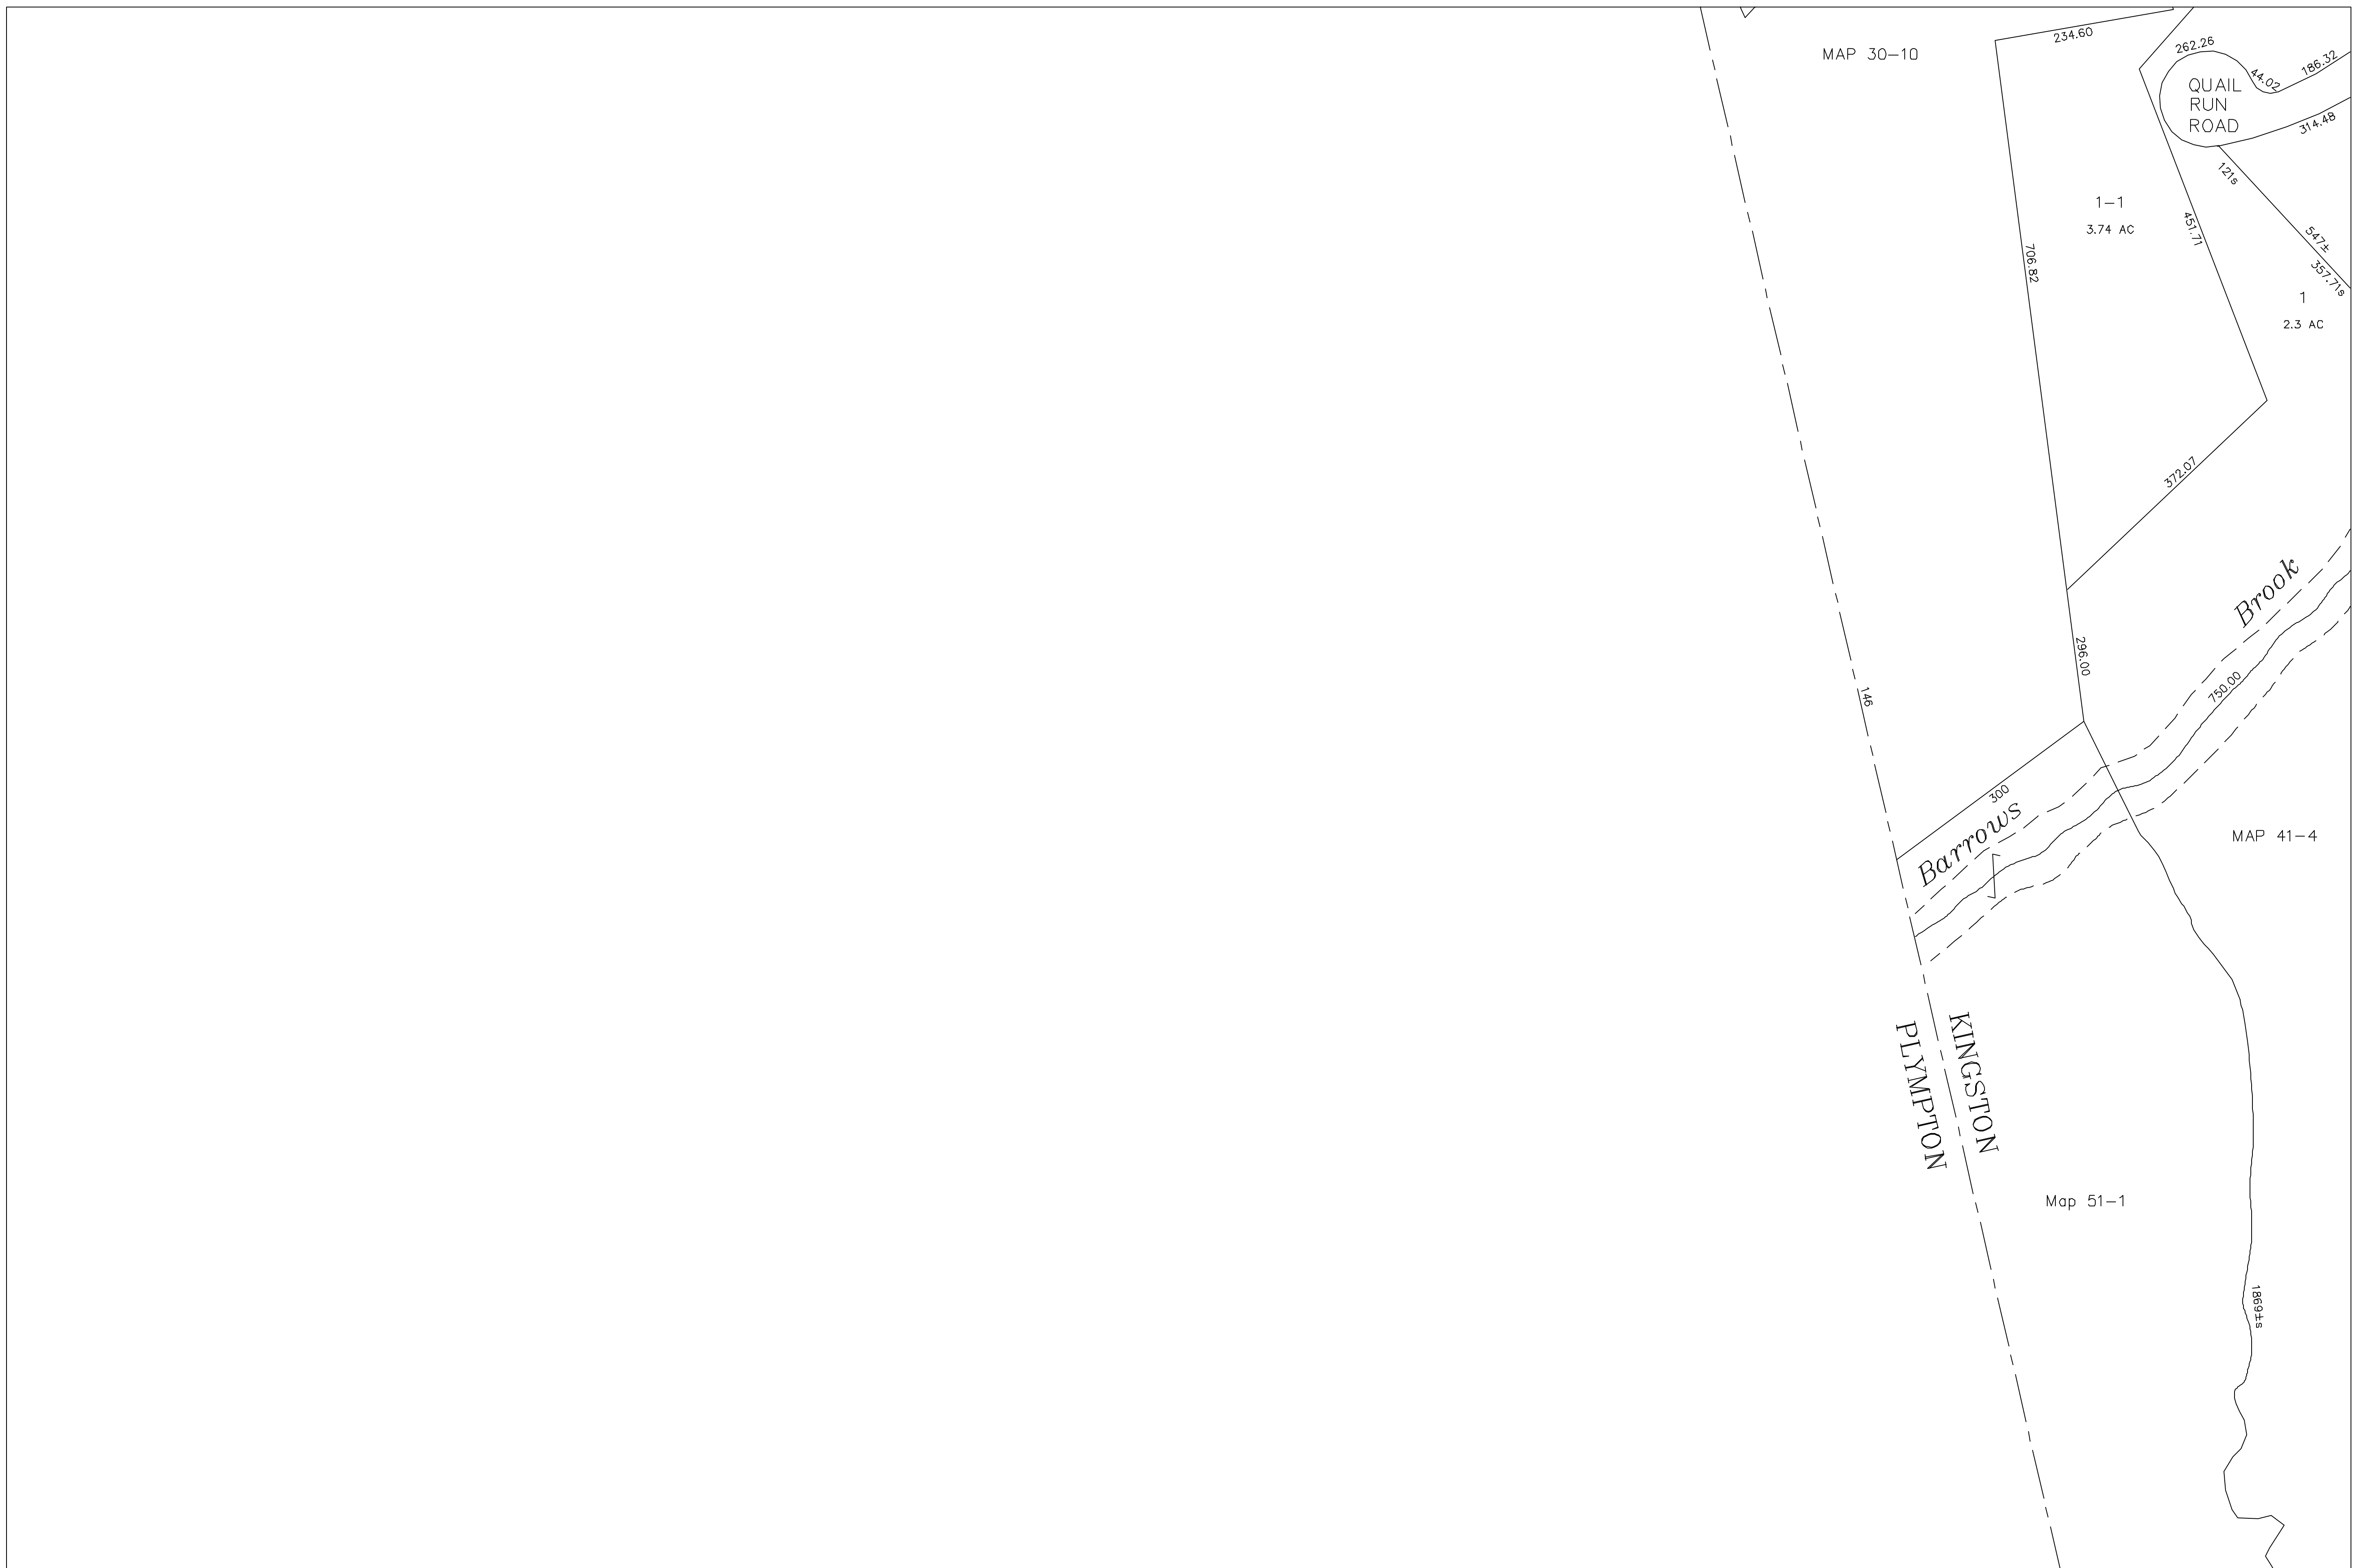 234.60
262.26
186.32
MAP 30-10
44.02
QUAIL
RUN
ROAD
314.48
121s
1-1
3.74 AC
451.71
547±
706.82
357.71s
1
2.3 AC
372.07
Brook
296.00
146
750.00
300
Barrows
MAP 41-4
KINGSTON
PLYMPTON
Map 51-1
1869±s